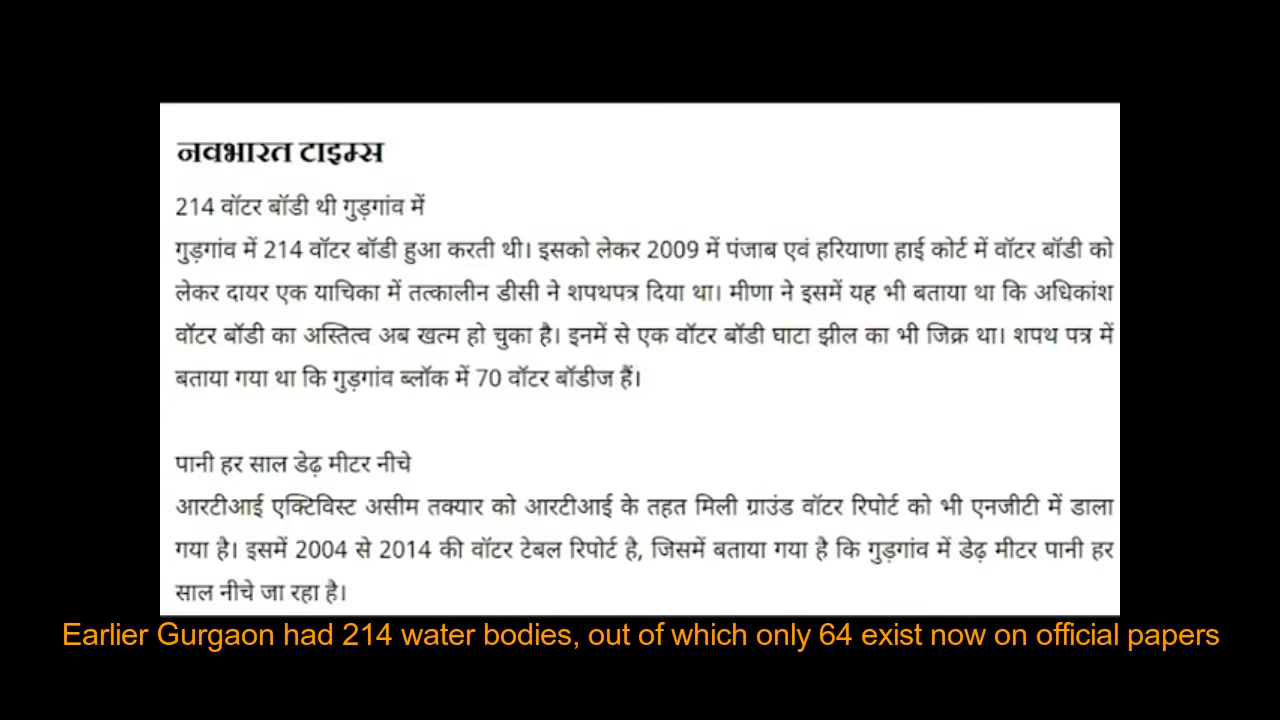 नवभारत टाइम्स
214 वॉटर बॉडी थी गुड़गांव में
गुड़गांव में 214 वॉटर बॉडी हुआ करती थी। इसको लेकर 2009 में पंजाब एवं हरियाणा हाई कोर्ट में वॉटर बॉडी को
लेकर दायर एक याचिका में तत्कालीन डीसी ने शपथपत्र दिया था। मीणा ने इसमें यह भी बताया था कि अधिकांश
वॉटर बॉडी का अस्तित्व अब खत्म हो चुका है। इनमें से एक वॉटर बॉडी घाटा झील का भी जिक्र था। शपथ पत्र में
बताया गया था कि गुड़गांव ब्लॉक में 70 वॉटर बॉडीज हैं।
पानी हर साल डेढ़ मीटर नीचे
आरटीआई एक्टिविस्ट असीम तक्यार को आरटीआई के तहत मिली ग्राउंड वॉटर रिपोर्ट को भी एनजीटी में डाला
गया है। इसमें 2004 से 2014 की वॉटर टेबल रिपोर्ट है, जिसमें बताया गया है कि गुड़गांव में डेढ़ मीटर पानी हर
साल नीचे जा रहा है।
Earlier Gurgaon had 214 water bodies, out of which only 64 exist now on official papers